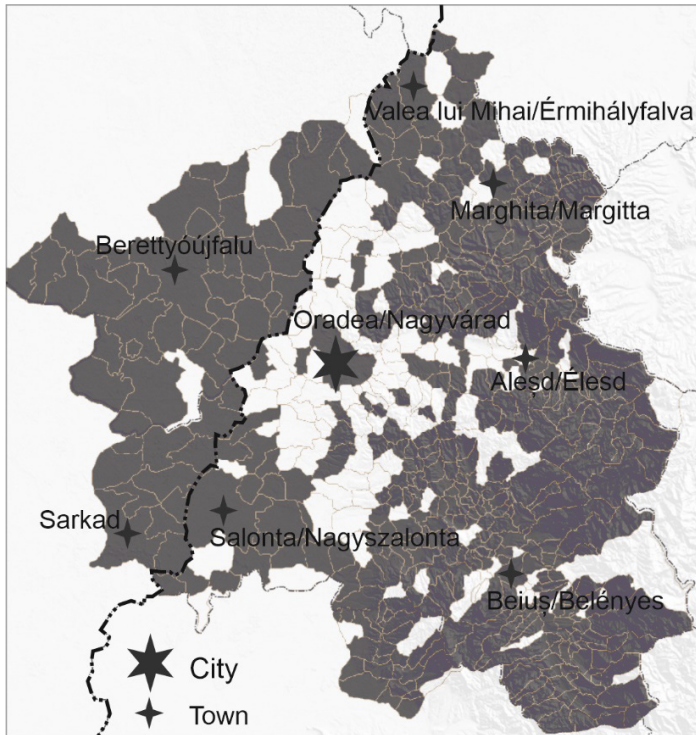 Valea lui Mihai/Érmihályfalva
Marghita/Margitta
Berettyóújfalu
Oradea/Nagyvárad
Aleșd/Élesd
Sarkad
Salonta/Nagyszalonta
Beiuș/Belényes
City
Town